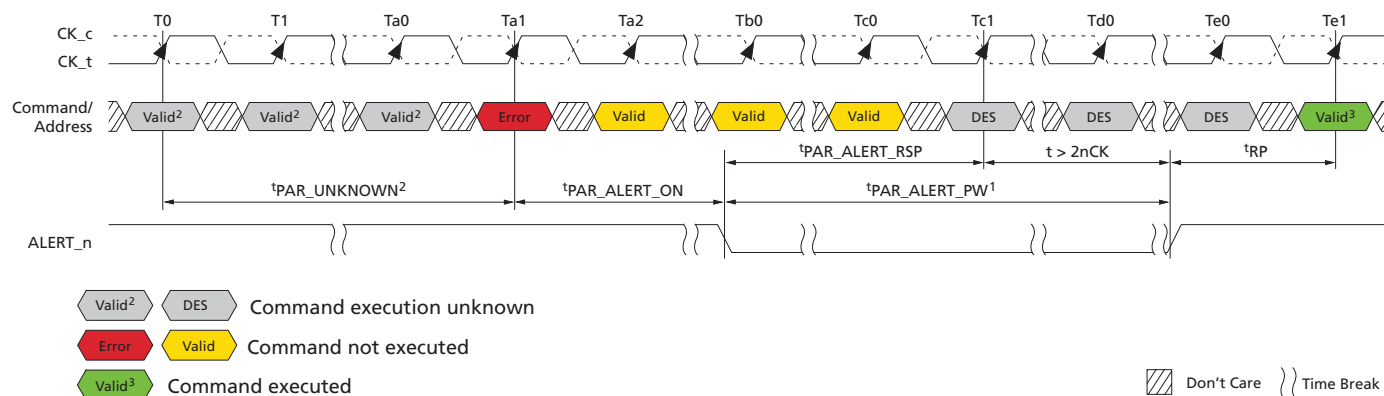 T0 T1 Ta0 Ta1 Ta2 Tb0 Tc0 Tc1 Td0 Te0 Te1
CK_c
CK_t
Command/
Address
Valid² Valid² Valid² Error Valid Valid Valid DES DES DES Valid³
tPAR_ALERT_RSP t > 2nCK tRP
tPAR_UNKNOWN² tPAR_ALERT_ON tPAR_ALERT_PW¹
ALERT_n
Valid² DES Command execution unknown
Error Valid Command not executed
Valid³ Command executed
Don't Care Time Break